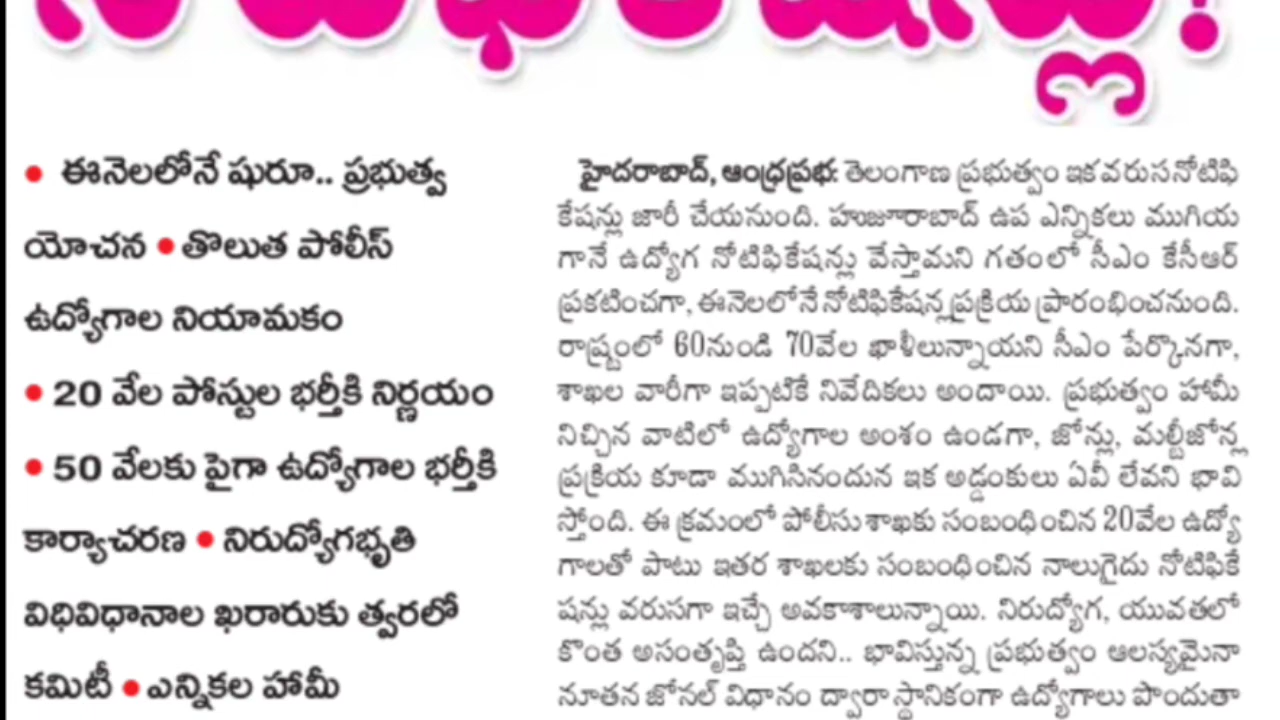 • ఈనెలలోనే షురూ.. ప్రభుత్వ
యోచన • తొలుత పోలీస్
ఉద్యోగాల నియామకం
• 20 వేల పోస్టుల భర్తీకి నిర్ణయం
• 50 వేలకు పైగా ఉద్యోగాల భర్తీకి
కార్యాచరణ • నిరుద్యోగభృతి
విధివిధానాల ఖరారుకు త్వరలో
కమిటీ • ఎన్నికల హామీ
హైదరాబాద్, ఆంధ్రప్రభ: తెలంగాణ ప్రభుత్వం ఇక వరుస నోటిఫి
కేషన్లు జారీ చేయనుంది. హుజూరాబాద్ ఉప ఎన్నికలు ముగియ
గానే ఉద్యోగ నోటిఫికేషన్లు వేస్తామని గతంలో సీఎం కేసీఆర్
ప్రకటించగా, ఈనెలలోనే నోటిఫికేషన్ల ప్రక్రియ ప్రారంభించనుంది.
రాష్ట్రంలో 60నుండి 70వేల ఖాళీలున్నాయని సీఎం పేర్కొనగా,
శాఖల వారీగా ఇప్పటికే నివేదికలు అందాయి. ప్రభుత్వం హామీ
నిచ్చిన వాటిలో ఉద్యోగాల అంశం ఉండగా, జోన్లు, మల్టీజోన్ల
ప్రక్రియ కూడా ముగిసినందున ఇక అడ్డంకులు ఏవీ లేవని భావి
స్తోంది. ఈ క్రమంలో పోలీసు శాఖకు సంబంధించిన 20వేల ఉద్యో
గాలతో పాటు ఇతర శాఖలకు సంబంధించిన నాలుగైదు నోటిఫికే
షన్లు వరుసగా ఇచ్చే అవకాశాలున్నాయి. నిరుద్యోగ, యువతలో
కొంత అసంతృప్తి ఉందని.. భావిస్తున్న ప్రభుత్వం ఆలస్యమైనా
నూతన జోనల్ విధానం ద్వారా స్థానికంగా ఉద్యోగాలు పొందుతా